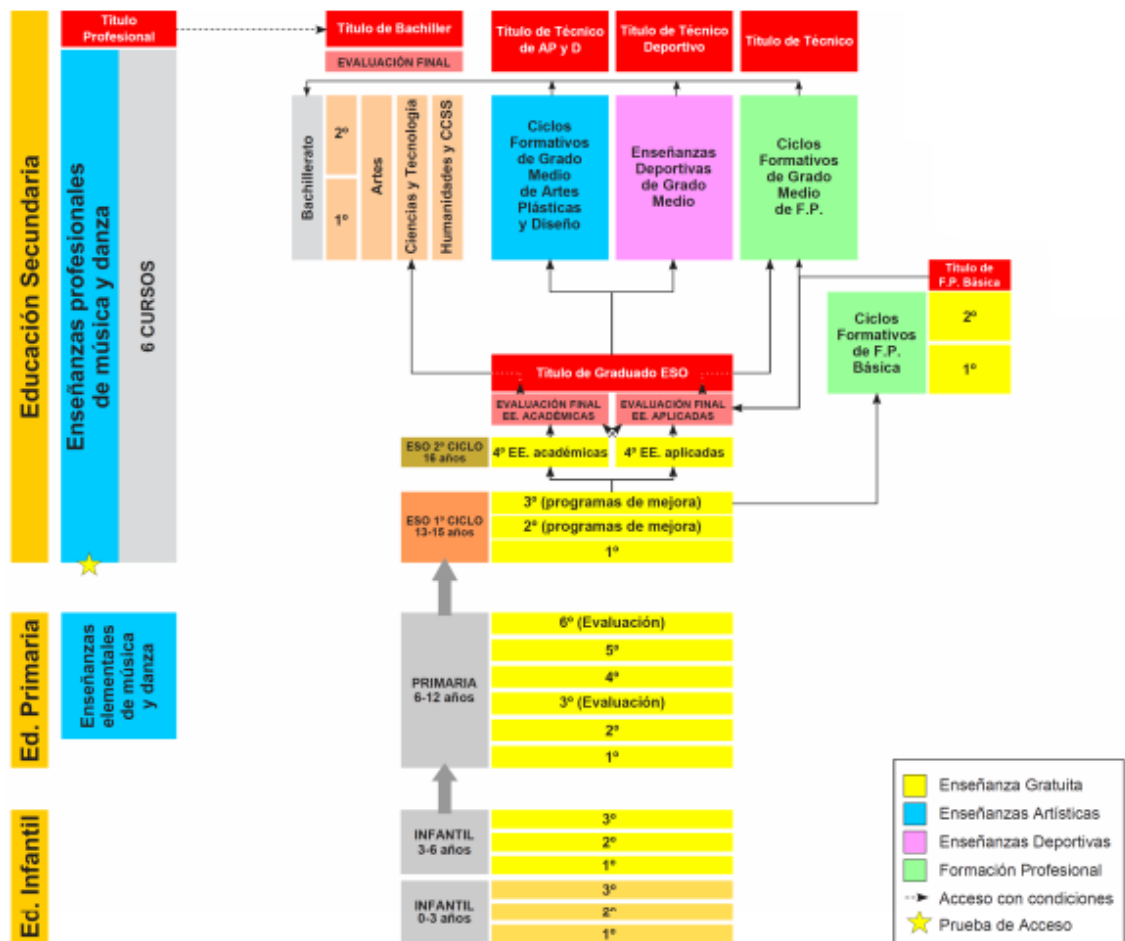 Título
Profesional
Título de Bachiller
Título de Técnico
de AP y D
Título de Técnico
Deportivo
Título de Técnico
EVALUACIÓN FINAL
Educación Secundaria
Enseñanzas profesionales
de música y danza
6 CURSOS
Bachillerato
2º
1º
Artes
Ciencias y Tecnología
Humanidades y CCSS
Ciclos
Formativos
de Grado
Medio
de Artes
Plásticas
y Diseño
Enseñanzas
Deportivas
de Grado
Medio
Ciclos
Formativos
de Grado
Medio
de F.P.
Título de
F.P. Básica
Ciclos
Formativos
de F.P.
Básica
2º
1º
Título de Graduado ESO
EVALUACIÓN FINAL
EE. ACADÉMICAS
EVALUACIÓN FINAL
EE. APLICADAS
ESO 2º CICLO
16 años
4º EE. académicas
4º EE. aplicadas
ESO 1º CICLO
13-15 años
3º (programas de mejora)
2º (programas de mejora)
1º
Ed. Primaria
Enseñanzas
elementales
de música
y danza
PRIMARIA
6-12 años
6º (Evaluación)
5º
4º
3º (Evaluación)
2º
1º
Ed. Infantil
INFANTIL
3-6 años
3º
2º
1º
INFANTIL
0-3 años
3º
2º
1º
Enseñanza Gratuita
Enseñanzas Artísticas
Enseñanzas Deportivas
Formación Profesional
Acceso con condiciones
Prueba de Acceso